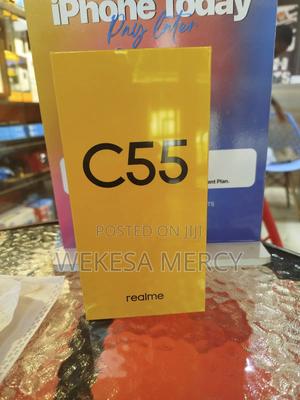 iPhone Today
Pay Later
C55
ent Plan.
POSTED ON JIJI
WEKESA MERCY
realme